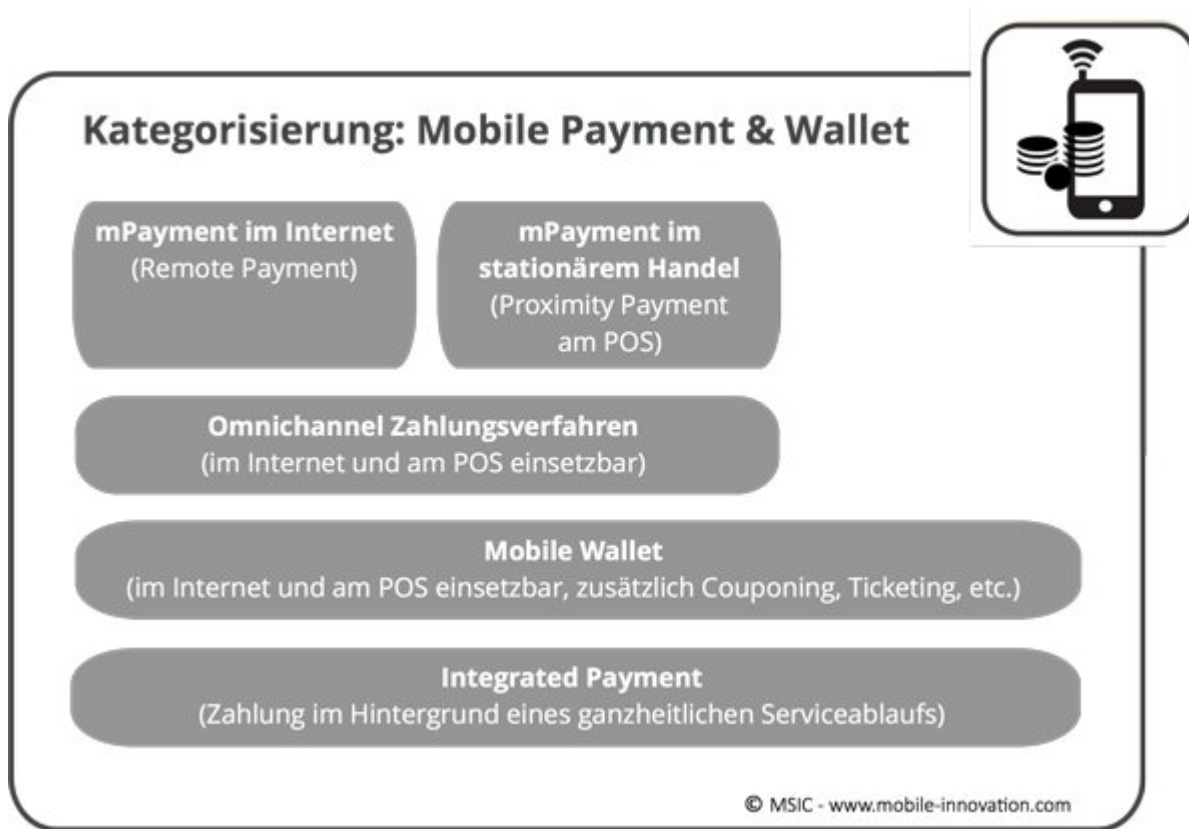 Kategorisierung: Mobile Payment & Wallet
mPayment im Internet
(Remote Payment)
mPayment im
stationärem Handel
(Proximity Payment
am POS)
Omnichannel Zahlungsverfahren
(im Internet und am POS einsetzbar)
Mobile Wallet
(im Internet und am POS einsetzbar, zusätzlich Couponing, Ticketing, etc.)
Integrated Payment
(Zahlung im Hintergrund eines ganzheitlichen Serviceablaufs)
© MSIC - www.mobile-innovation.com